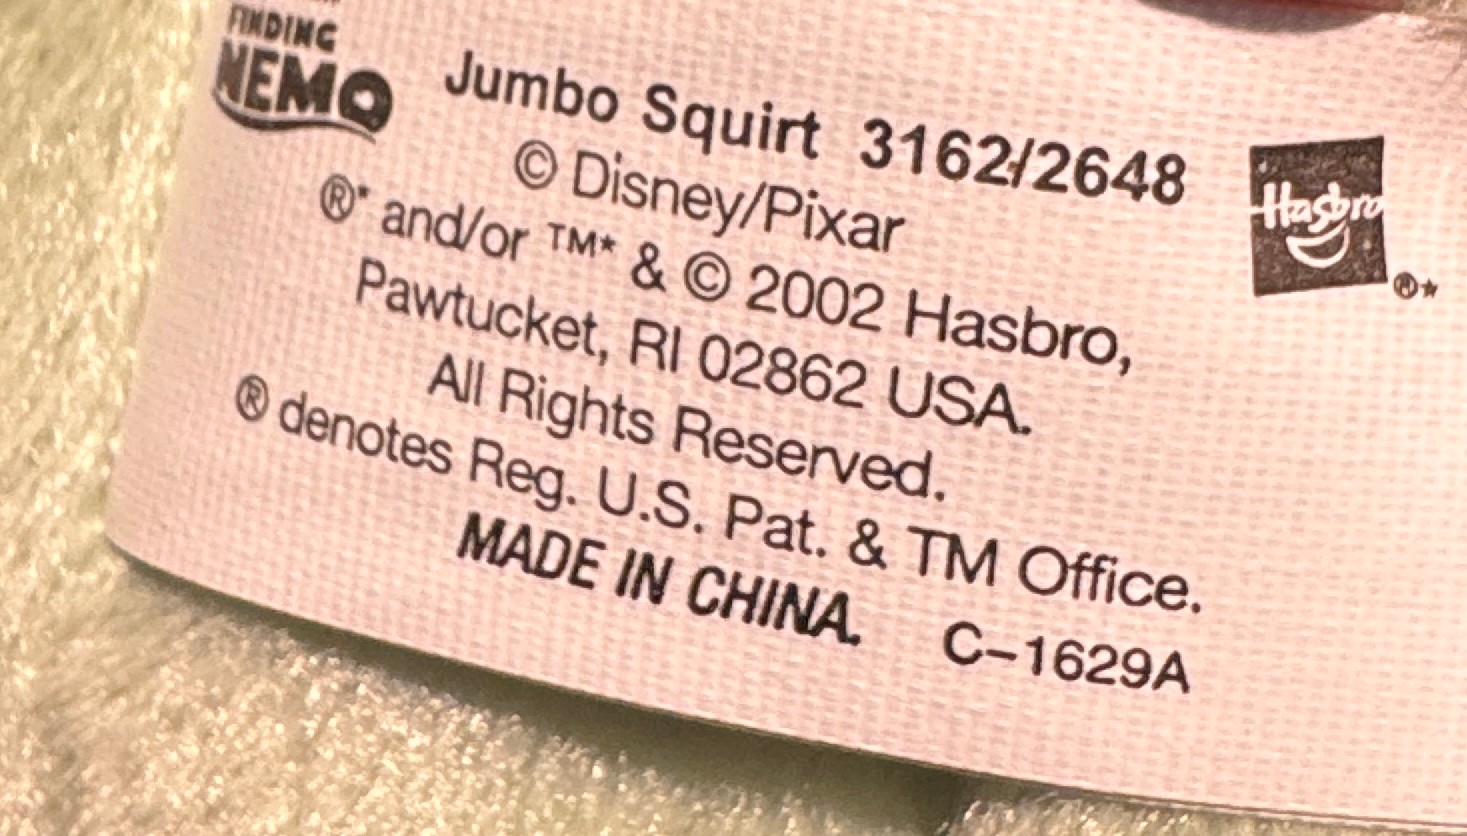 FINDING
NEMO
Jumbo Squirt 3162/2648
© Disney/Pixar
®* and/or ™* & © 2002 Hasbro,
Pawtucket, RI 02862 USA.
All Rights Reserved.
® denotes Reg. U.S. Pat. & TM Office.
MADE IN CHINA. C-1629A
Hasbro
®*